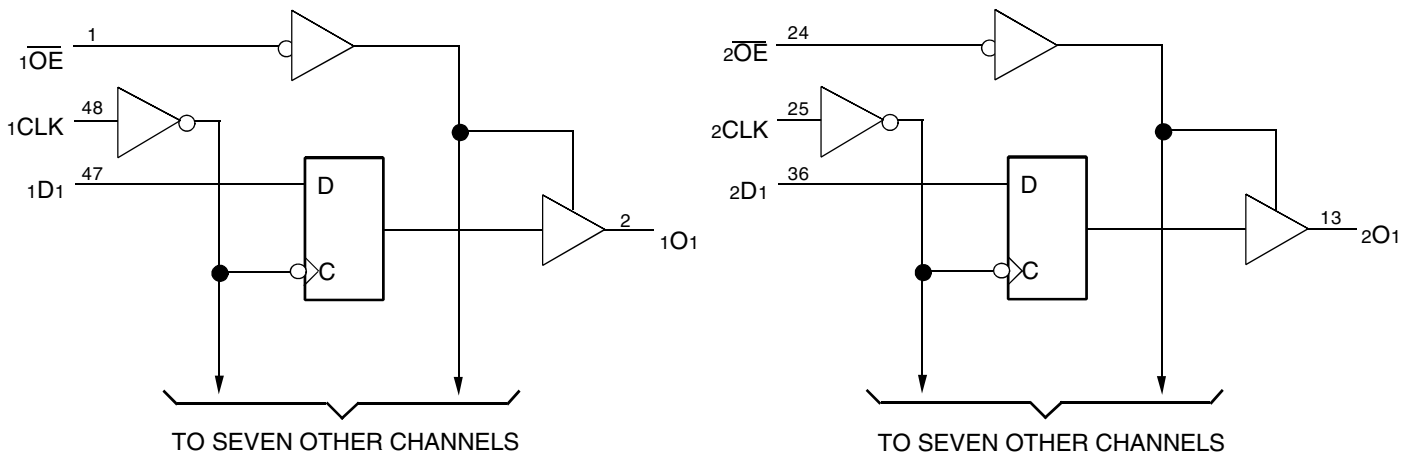 1
1OE
48
1CLK
47
1D1
D
C
2
1O1
TO SEVEN OTHER CHANNELS
24
2OE
25
2CLK
36
2D1
D
C
13
2O1
TO SEVEN OTHER CHANNELS